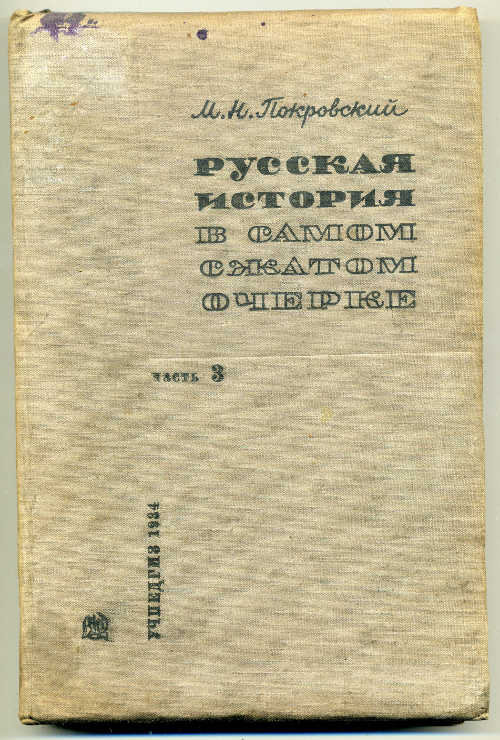 М. Н. Покровский
РУССКАЯ
ИСТОРИЯ
В САМОМ
СЖАТОМ
ОЧЕРКЕ
ЧАСТЬ 3
УЧПЕДГИЗ 1934